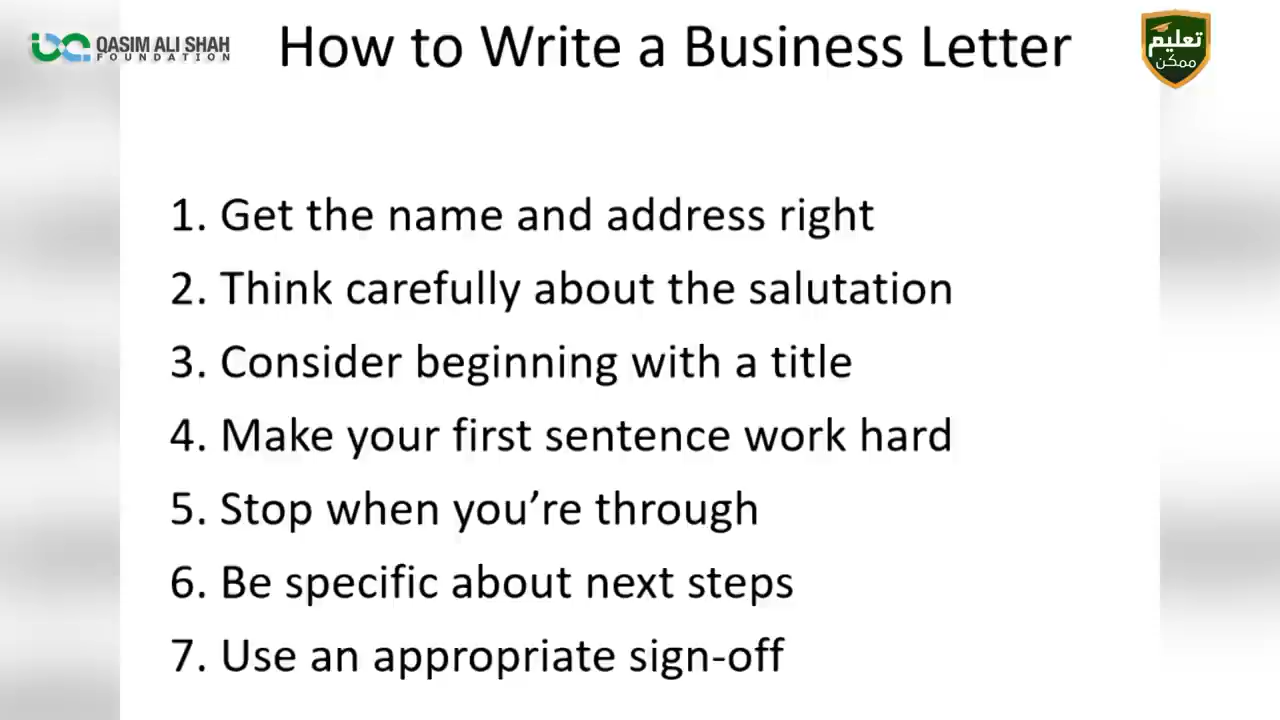 QASIM ALI SHAH
FOUNDATION
How to Write a Business Letter
تعلیم
ممکن
1. Get the name and address right
2. Think carefully about the salutation
3. Consider beginning with a title
4. Make your first sentence work hard
5. Stop when you’re through
6. Be specific about next steps
7. Use an appropriate sign-off